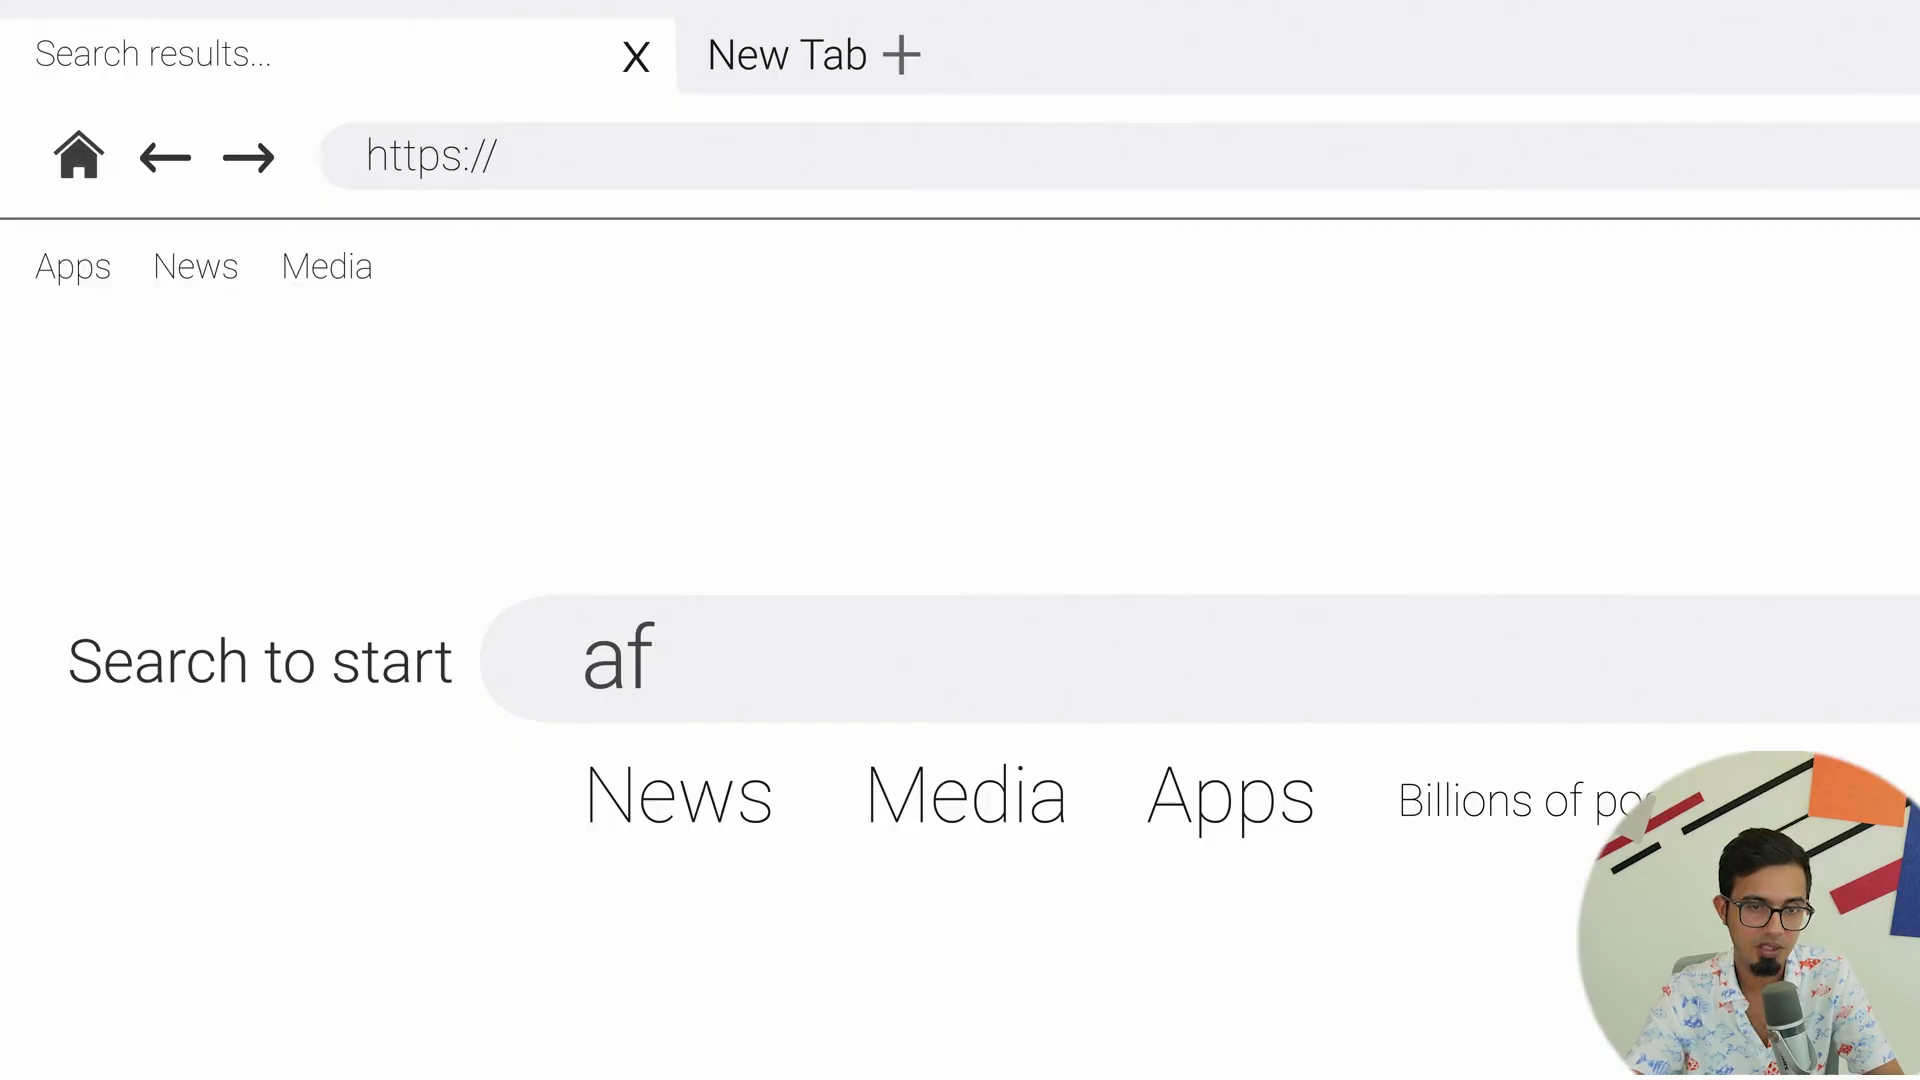 Search results...
X
New Tab +
https://
Apps News Media
Search to start
af
News Media Apps Billions of